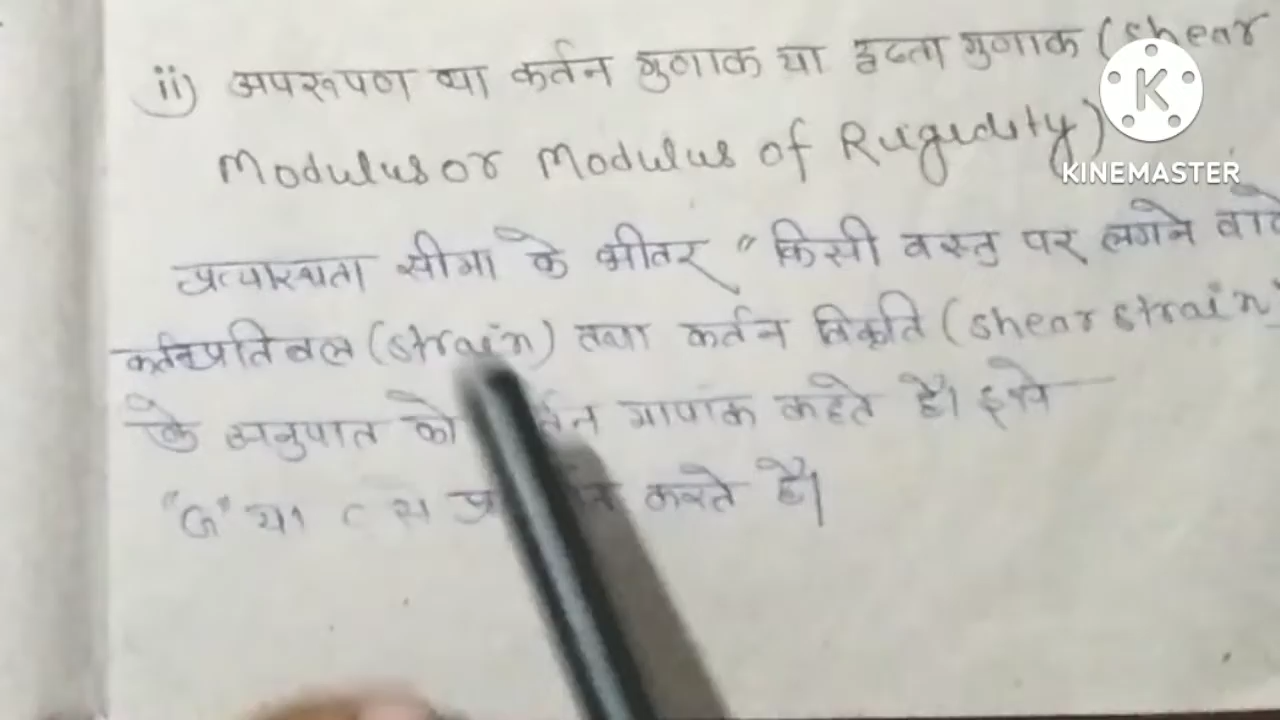 ii) अपरूपण या कर्तन गुणाक या दृढता गुणाक (Shear
Modulus or Modulus of Rigidity)
प्रत्यास्थता सीमा के भीतर "किसी वस्तु पर लगने वाले
कर्तनप्रतिबल (strain) तथा कर्तन विकृति (shear strain)
के अनुपात को मापांक कहते है। इसे
"G" या C से करते हैं।
K
KINEMASTER